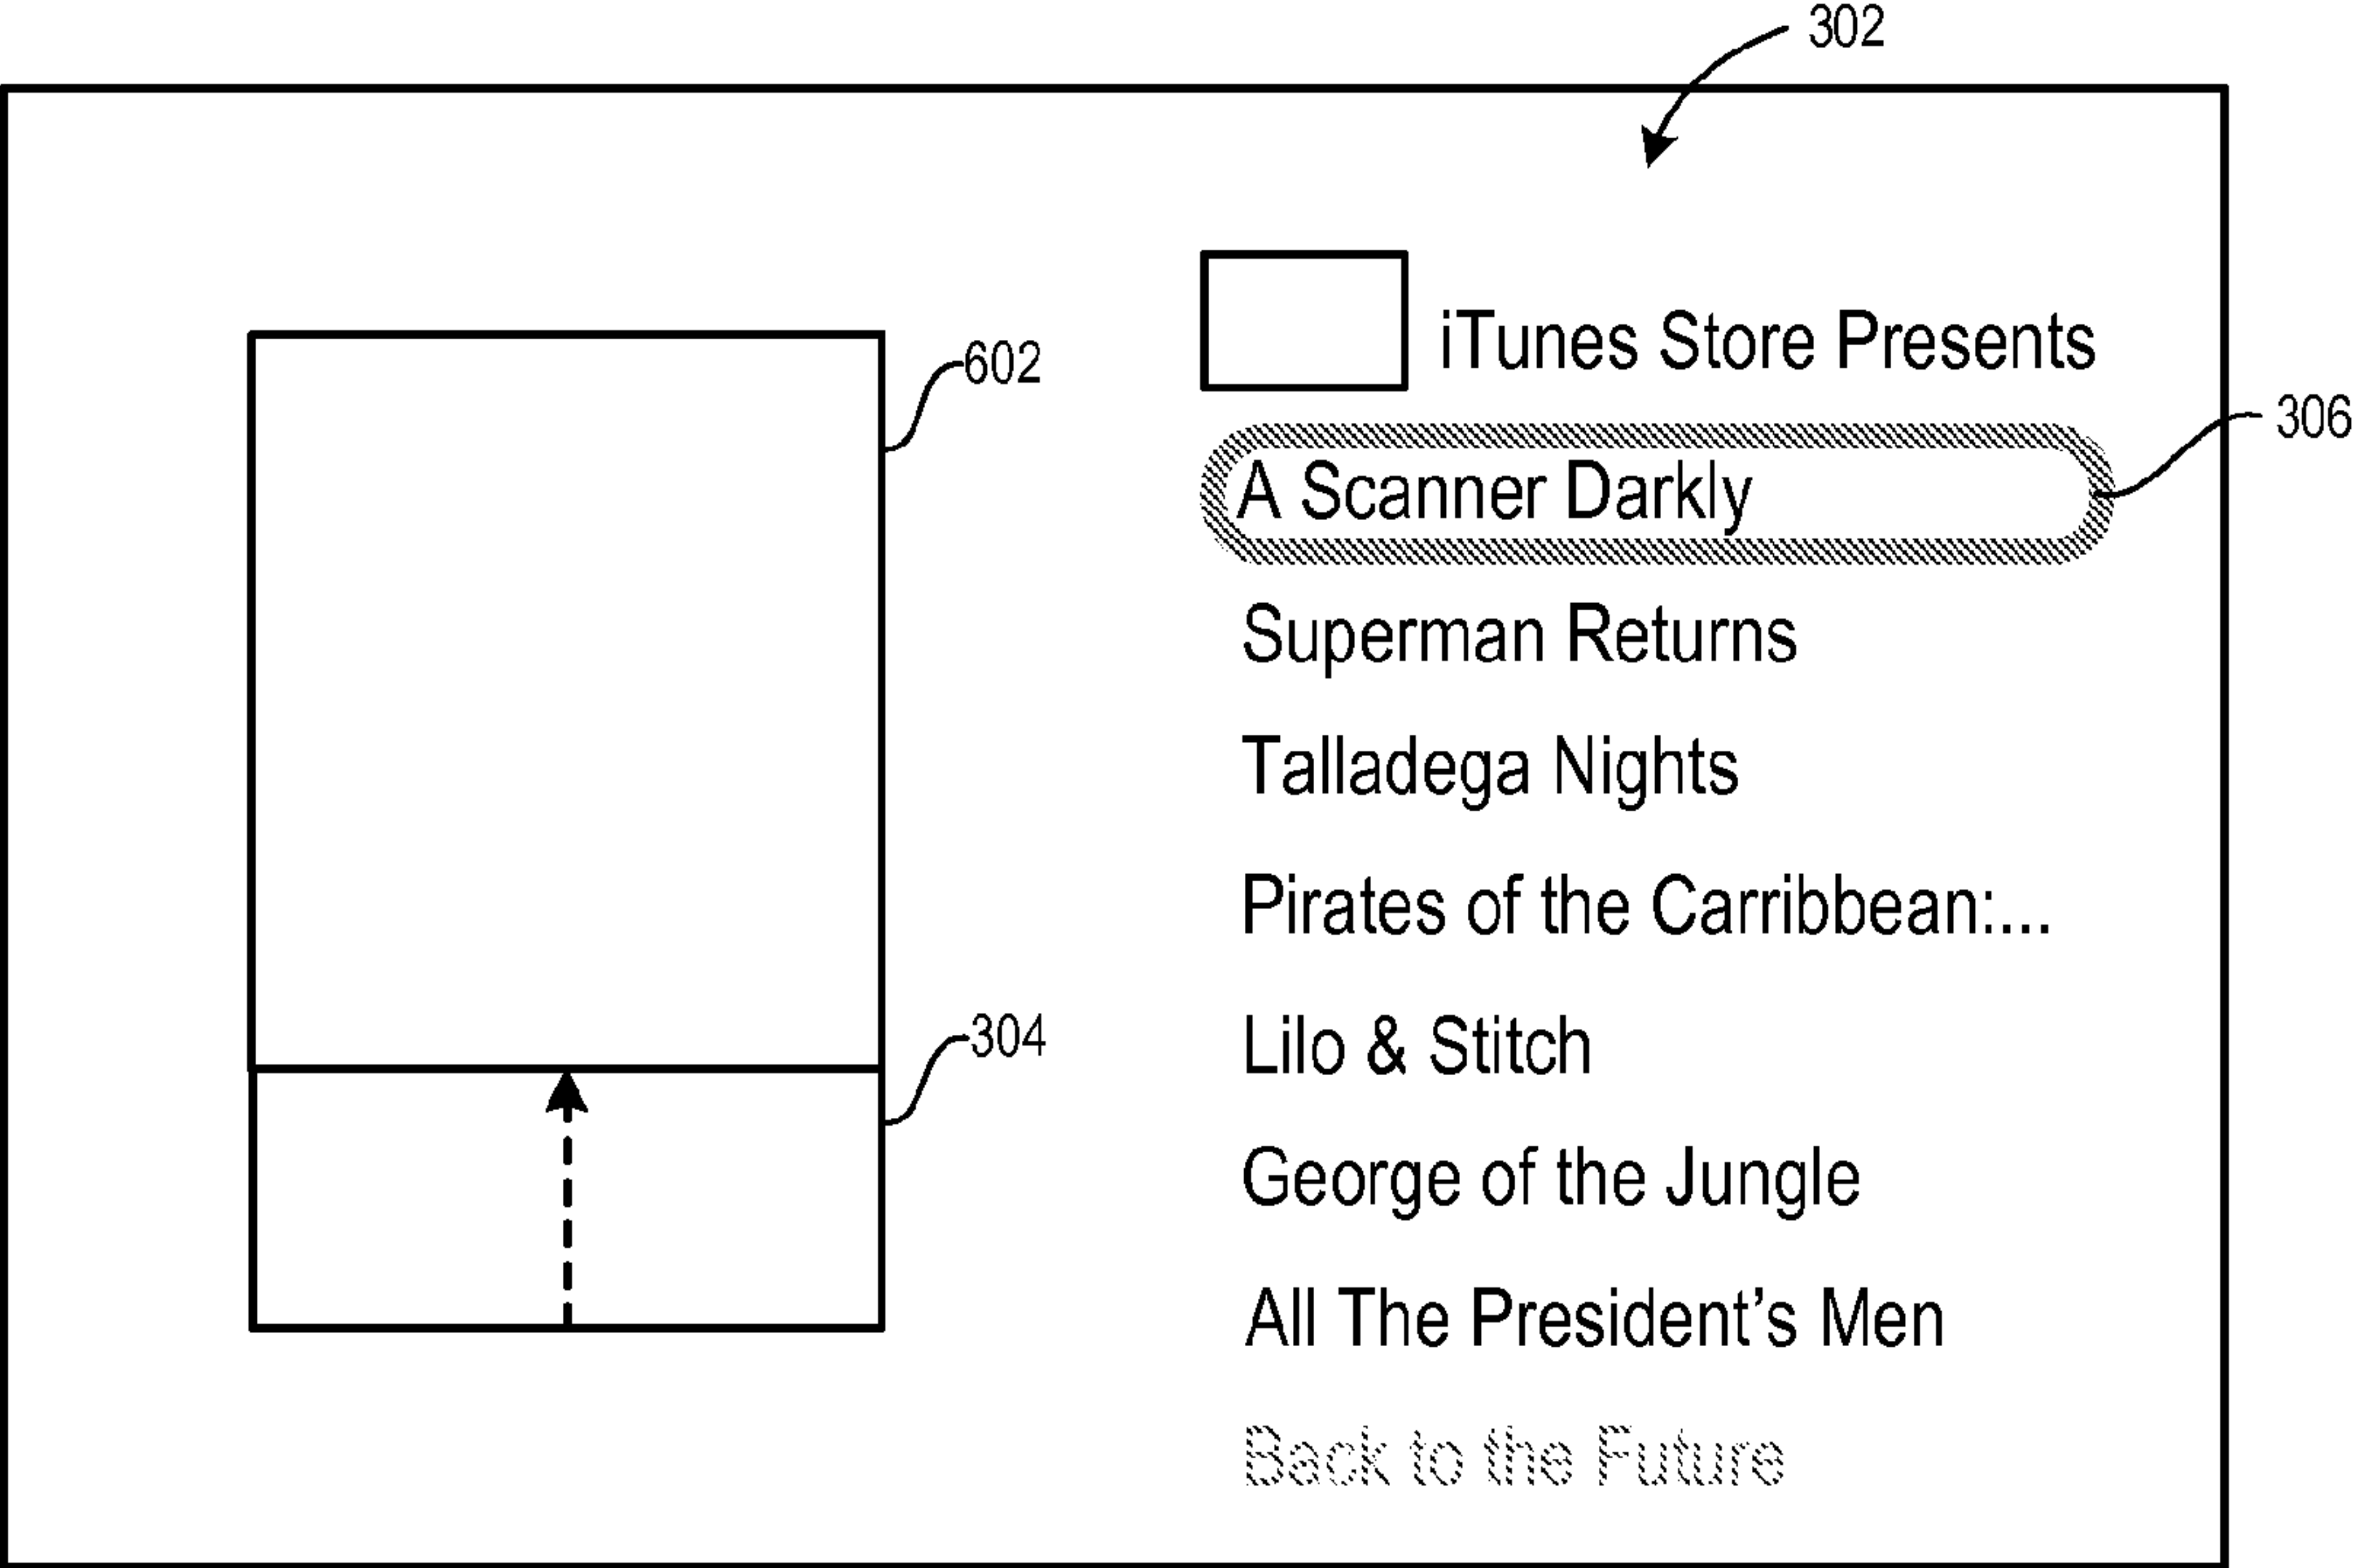 302
iTunes Store Presents
602
306
A Scanner Darkly
Superman Returns
Talladega Nights
Pirates of the Carribbean:...
304
Lilo & Stitch
George of the Jungle
All The President’s Men
Back to the Future